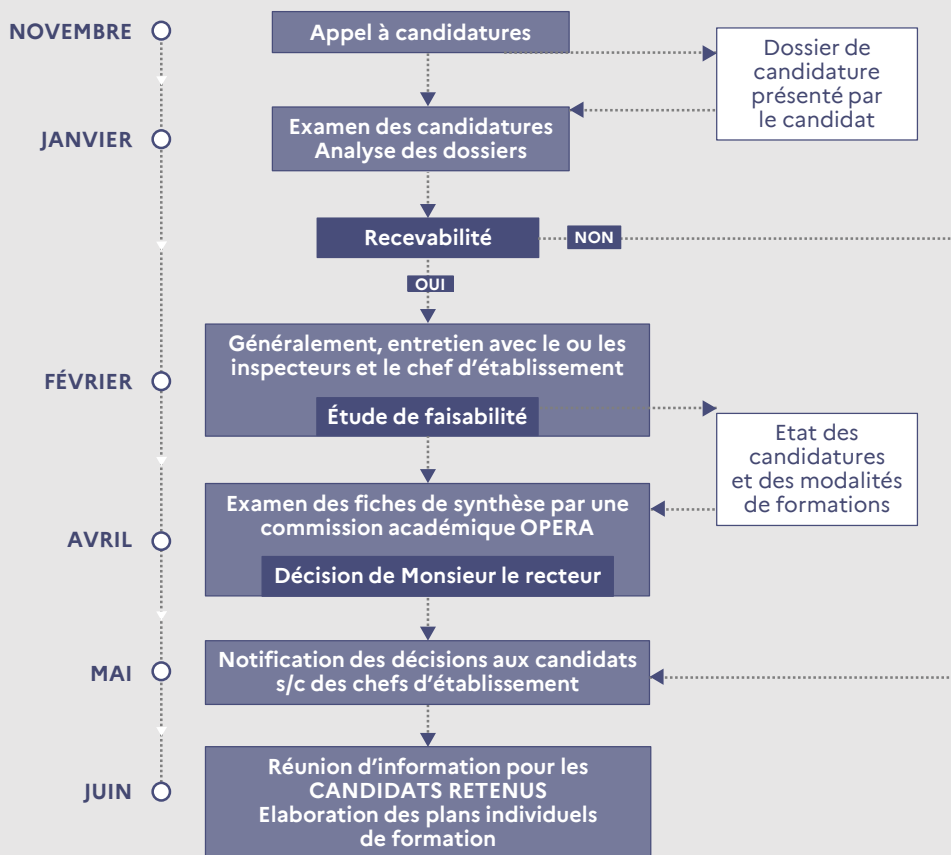 NOVEMBRE
Appel à candidatures
Dossier de
candidature
présenté par
le candidat
JANVIER
Examen des candidatures
Analyse des dossiers
Recevabilité
NON
OUI
FÉVRIER
Généralement, entretien avec le ou les
inspecteurs et le chef d’établissement
Étude de faisabilité
Etat des
candidatures
et des modalités
de formations
AVRIL
Examen des fiches de synthèse par une
commission académique OPERA
Décision de Monsieur le recteur
MAI
Notification des décisions aux candidats
s/c des chefs d’établissement
JUIN
Réunion d’information pour les
CANDIDATS RETENUS
Elaboration des plans individuels
de formation